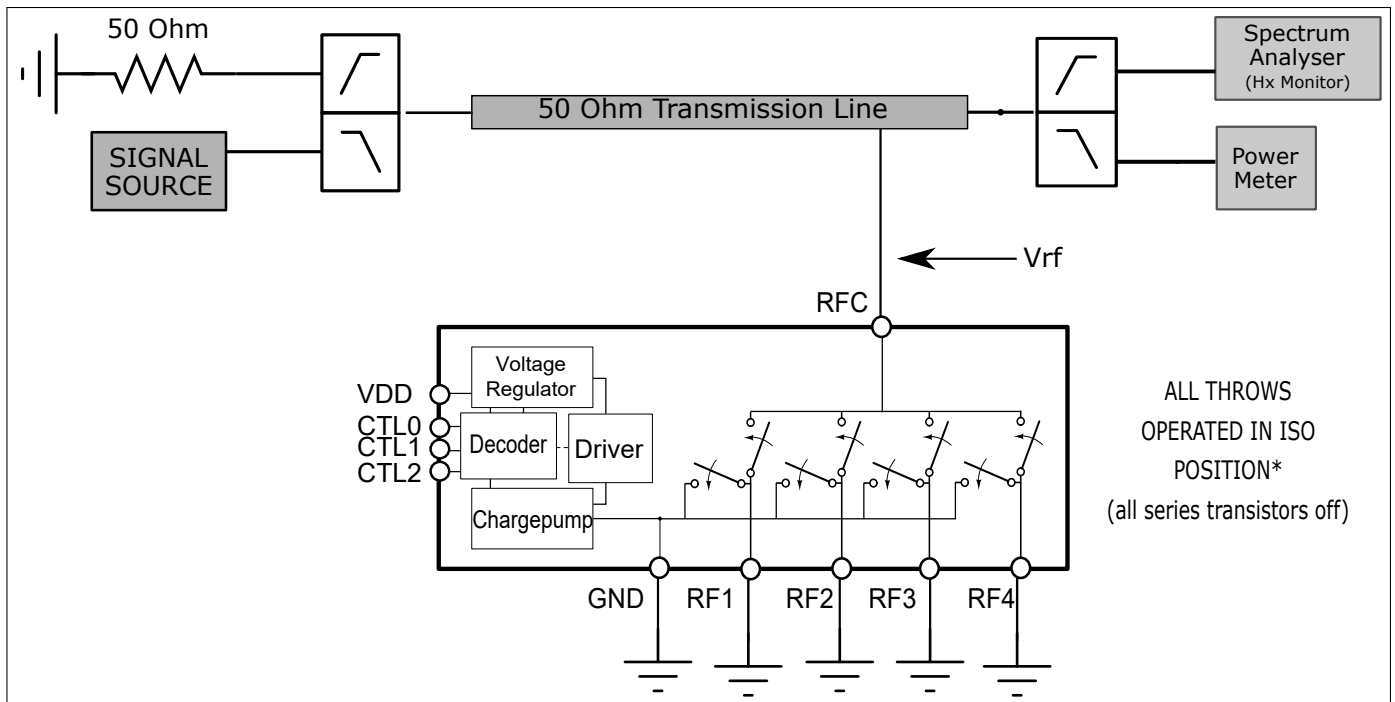 50 Ohm
SIGNAL
SOURCE
50 Ohm Transmission Line
Spectrum
Analyser
(Hx Monitor)
Power
Meter
Vrf
RFC
VDD
CTL0
CTL1
CTL2
Voltage
Regulator
Decoder
Driver
Chargepump
GND
RF1
RF2
RF3
RF4
ALL THROWS
OPERATED IN ISO
POSITION*
(all series transistors off)